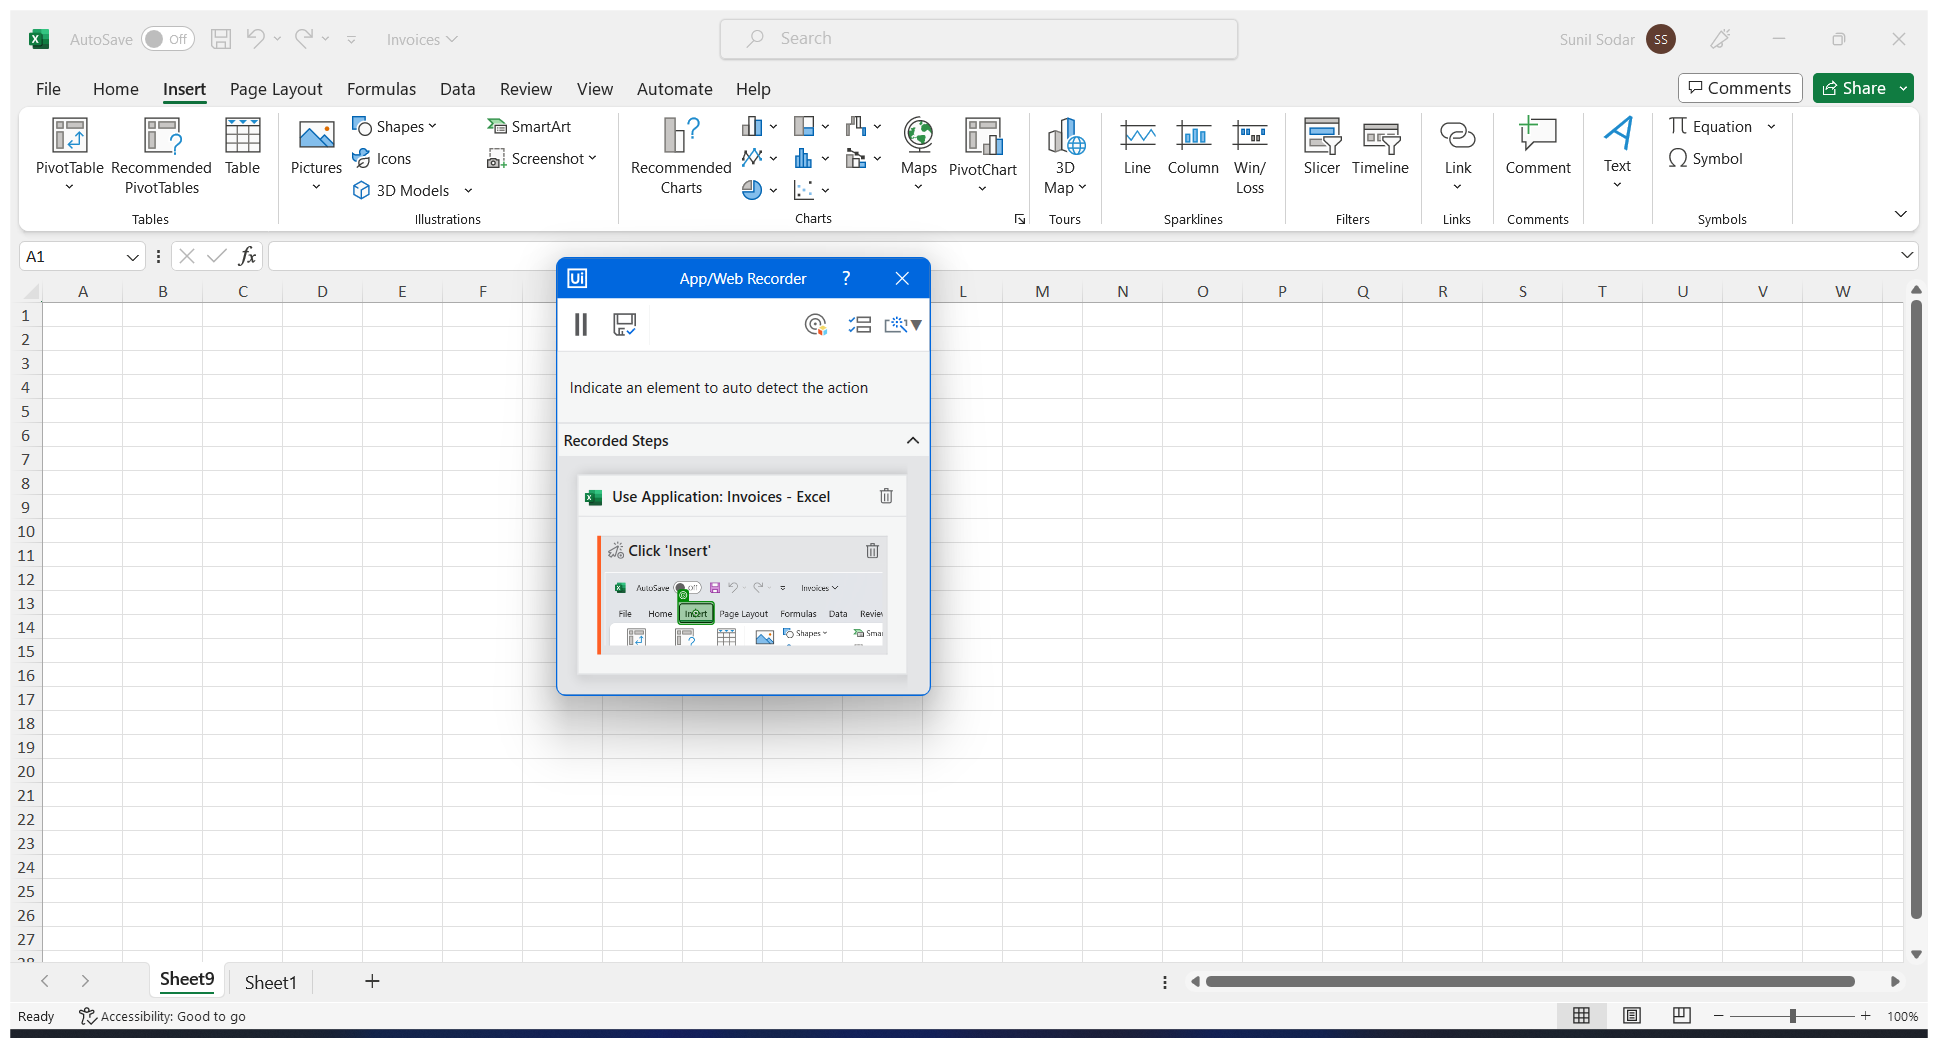 AutoSave Off Invoices Search Sunil Sodar SS
File Home Insert Page Layout Formulas Data Review View Automate Help Comments Share
PivotTable
Recommended
PivotTables
Table
Tables
Pictures
Shapes
Icons
3D Models
SmartArt
Screenshot
Illustrations
Recommended
Charts
Maps
PivotChart
Charts
3D
Map
Tours
Line
Column
Win/
Loss
Sparklines
Slicer
Timeline
Filters
Link
Links
Comment
Comments
Text
Equation
Symbol
Symbols
A1 fx
A B C D E F L M N O P Q R S T U V W
1
2
3
4
5
6
7
8
9
10
11
12
13
14
15
16
17
18
19
20
21
22
23
24
25
26
27
28
Ui App/Web Recorder ?
Indicate an element to auto detect the action
Recorded Steps
Use Application: Invoices - Excel
Click 'Insert'
AutoSave Off Invoices
File Home Insert Page Layout Formulas Data Review
Shapes Smar
Sheet9 Sheet1
Ready Accessibility: Good to go 100%